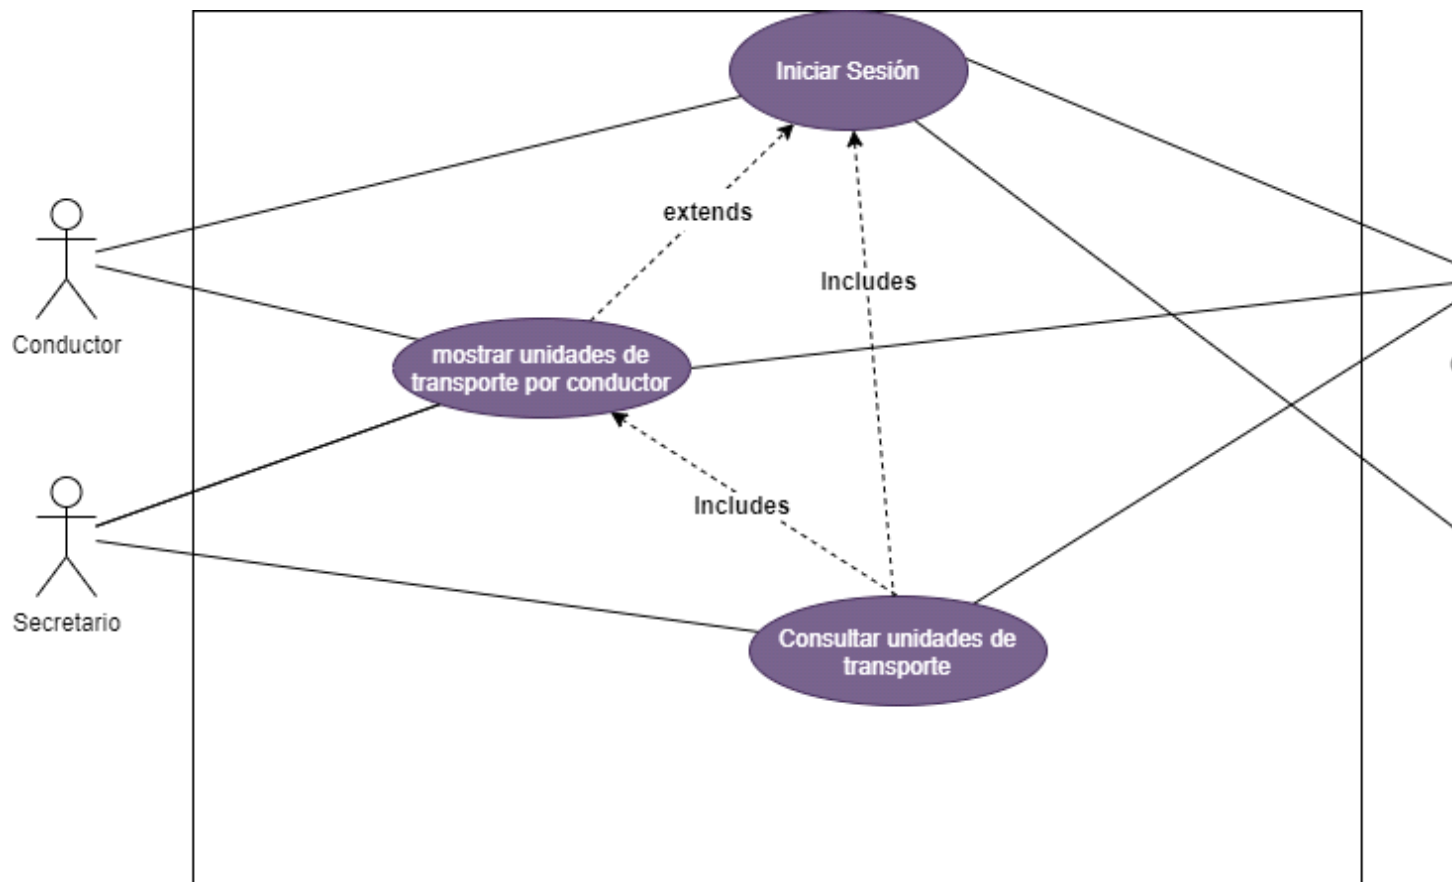 Iniciar Sesión
extends
Includes
Conductor
mostrar unidades de
transporte por conductor
Includes
Secretario
Consultar unidades de
transporte